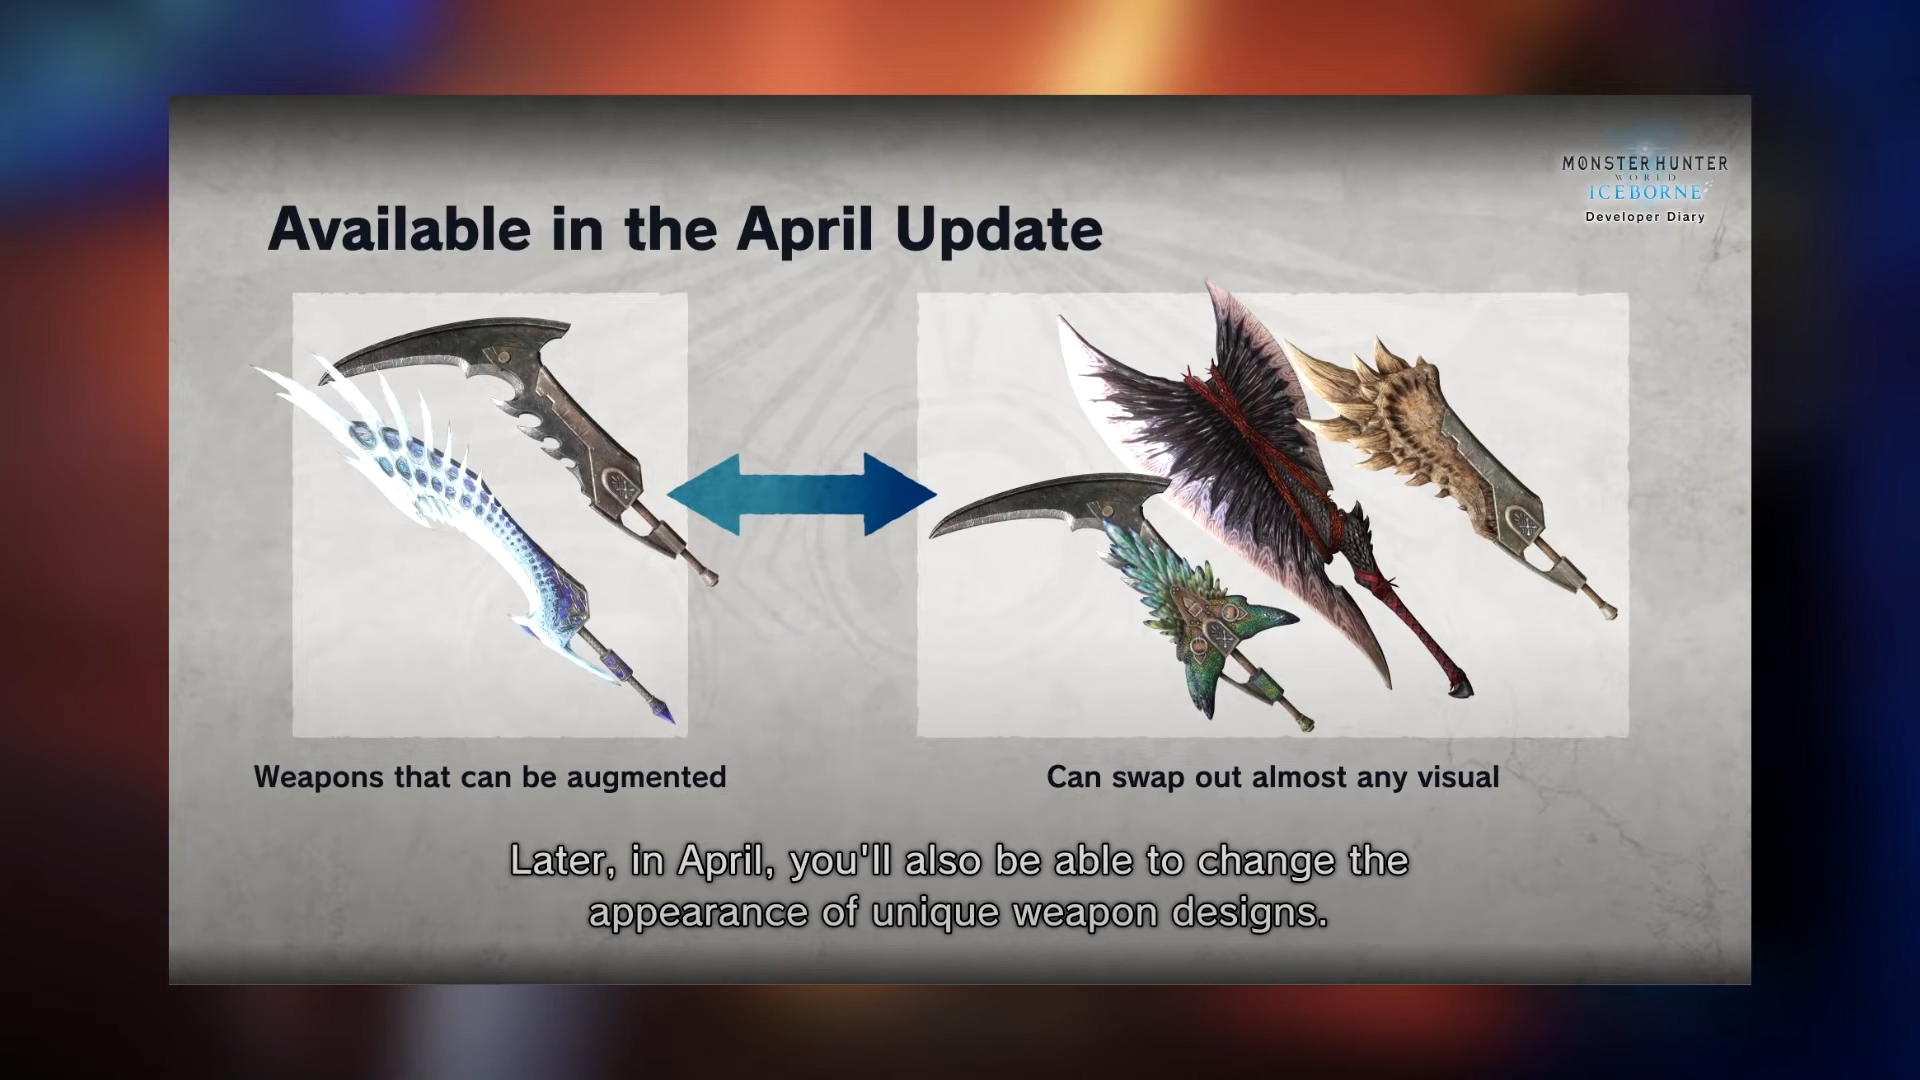 MONSTER HUNTER
WORLD
ICEBORNE
Developer Diary
Available in the April Update
Weapons that can be augmented
Can swap out almost any visual
Later, in April, you'll also be able to change the
appearance of unique weapon designs.